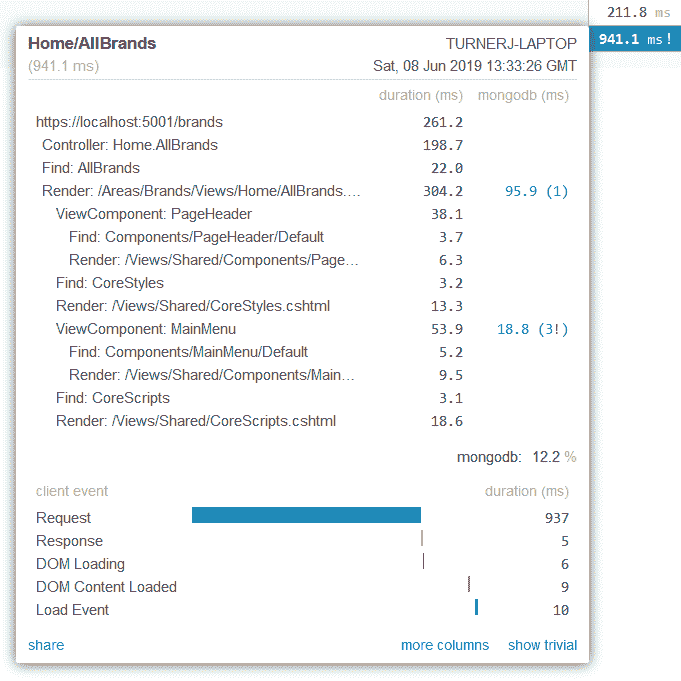 211.8 ms
941.1 ms!
Home/AllBrands TURNERJ-LAPTOP
(941.1 ms) Sat, 08 Jun 2019 13:33:26 GMT
duration (ms) mongodb (ms)
https://localhost:5001/brands 261.2
Controller: Home.AllBrands 198.7
Find: AllBrands 22.0
Render: /Areas/Brands/Views/Home/AllBrands.… 304.2 95.9 (1)
ViewComponent: PageHeader 38.1
Find: Components/PageHeader/Default 3.7
Render: /Views/Shared/Components/Page… 6.3
Find: CoreStyles 3.2
Render: /Views/Shared/CoreStyles.cshtml 13.3
ViewComponent: MainMenu 53.9 18.8 (3!)
Find: Components/MainMenu/Default 5.2
Render: /Views/Shared/Components/Main… 9.5
Find: CoreScripts 3.1
Render: /Views/Shared/CoreScripts.cshtml 18.6
mongodb: 12.2 %
client event duration (ms)
Request 937
Response 5
DOM Loading 6
DOM Content Loaded 9
Load Event 10
share more columns show trivial